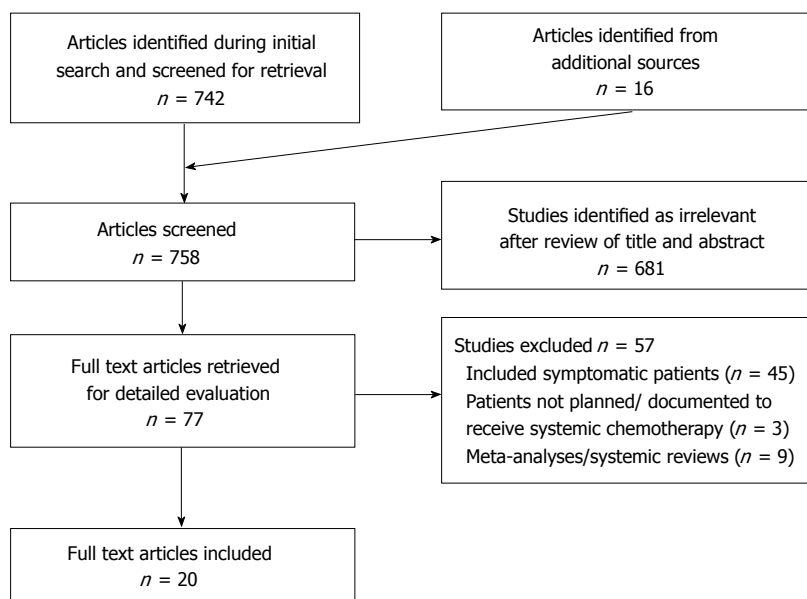 Articles identified during initial
search and screened for retrieval
n = 742
Articles identified from
additional sources
n = 16
Articles screened
n = 758
Studies identified as irrelevant
after review of title and abstract
n = 681
Full text articles retrieved
for detailed evaluation
n = 77
Studies excluded n = 57
Included symptomatic patients (n = 45)
Patients not planned/ documented to
receive systemic chemotherapy (n = 3)
Meta-analyses/systemic reviews (n = 9)
Full text articles included
n = 20